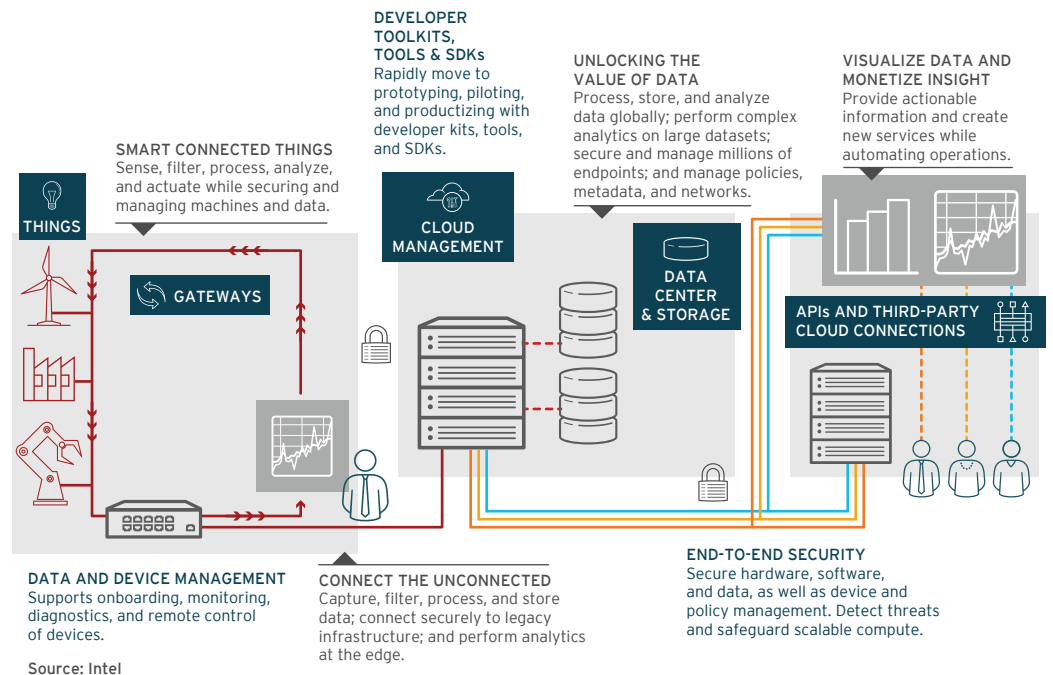 DEVELOPER
TOOLKITS,
TOOLS & SDKs
Rapidly move to
prototyping, piloting,
and productizing with
developer kits, tools,
and SDKs.
UNLOCKING THE
VALUE OF DATA
Process, store, and analyze
data globally; perform complex
analytics on large datasets;
secure and manage millions of
endpoints; and manage policies,
metadata, and networks.
VISUALIZE DATA AND
MONETIZE INSIGHT
Provide actionable
information and create
new services while
automating operations.
SMART CONNECTED THINGS
Sense, filter, process, analyze,
and actuate while securing and
managing machines and data.
THINGS
GATEWAYS
CLOUD
MANAGEMENT
DATA
CENTER
& STORAGE
APIs AND THIRD-PARTY
CLOUD CONNECTIONS
DATA AND DEVICE MANAGEMENT
Supports onboarding, monitoring,
diagnostics, and remote control
of devices.
CONNECT THE UNCONNECTED
Capture, filter, process, and store
data; connect securely to legacy
infrastructure; and perform analytics
at the edge.
END-TO-END SECURITY
Secure hardware, software,
and data, as well as device and
policy management. Detect threats
and safeguard scalable compute.
Source: Intel